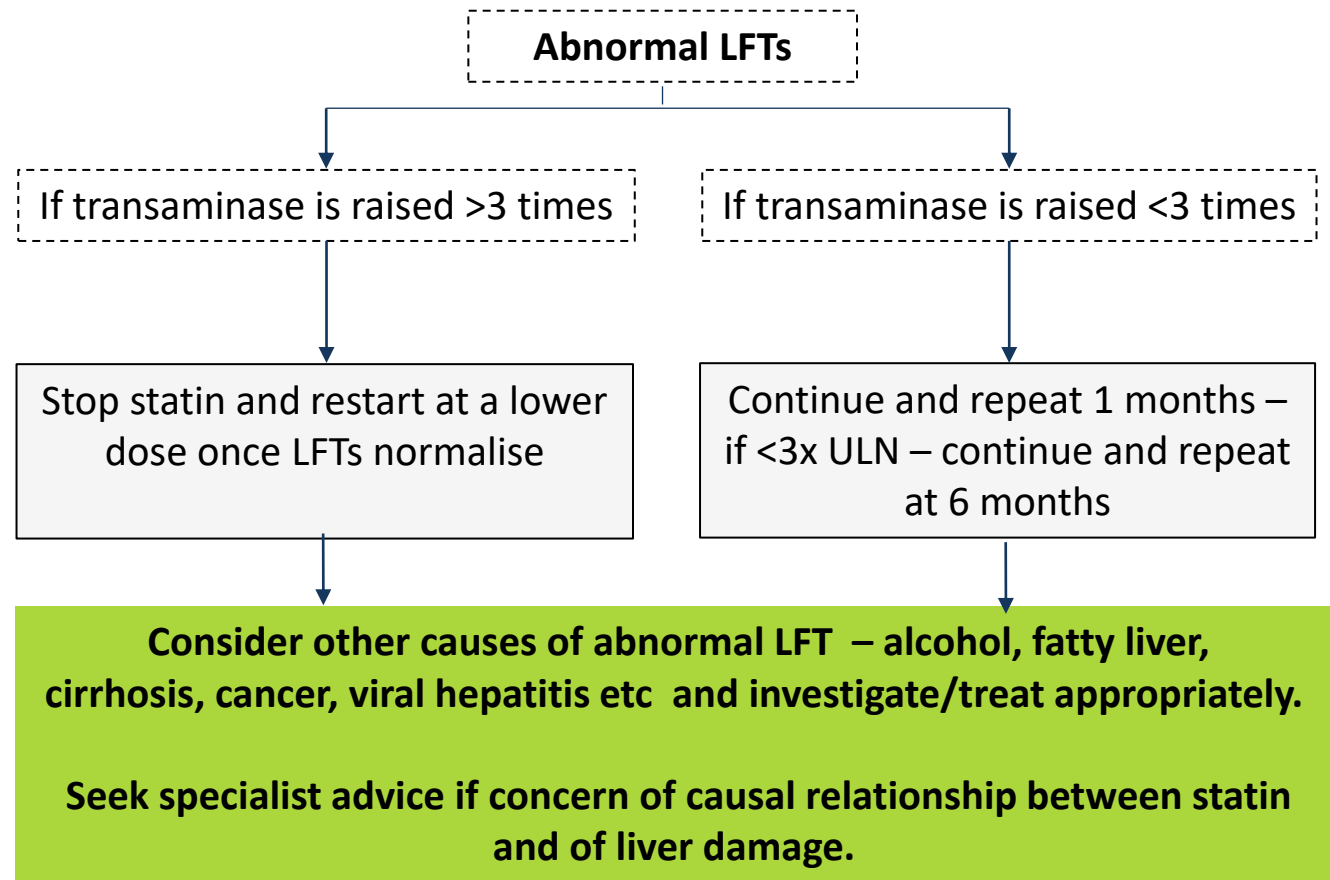 Abnormal LFTs
If transaminase is raised >3 times
If transaminase is raised <3 times
Stop statin and restart at a lower
dose once LFTs normalise
Continue and repeat 1 months –
if <3x ULN – continue and repeat
at 6 months
Consider other causes of abnormal LFT – alcohol, fatty liver,
cirrhosis, cancer, viral hepatitis etc and investigate/treat appropriately.
Seek specialist advice if concern of causal relationship between statin
and of liver damage.